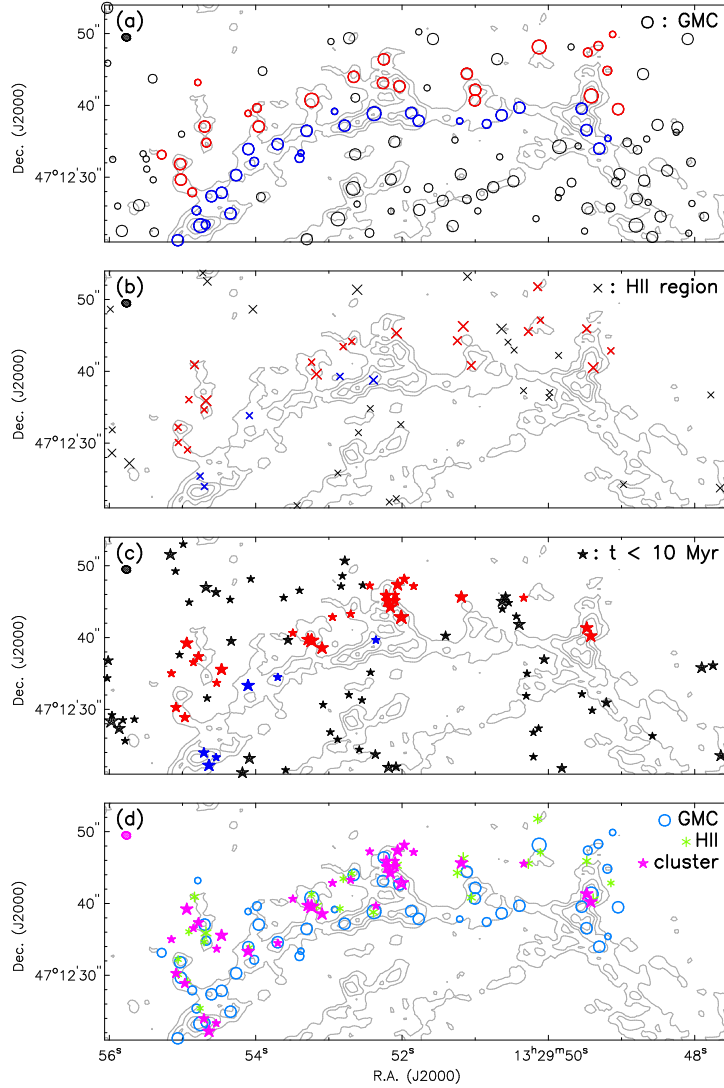 (a)
: GMC
50"
40"
47°12'30"
Dec. (J2000)
(b)
: HII region
50"
40"
47°12'30"
Dec. (J2000)
(c)
: t < 10 Myr
50"
40"
47°12'30"
Dec. (J2000)
(d)
GMC
HII
cluster
50"
40"
47°12'30"
Dec. (J2000)
56ˢ 54ˢ 52ˢ 13ʰ29ᵐ50ˢ 48ˢ
R.A. (J2000)